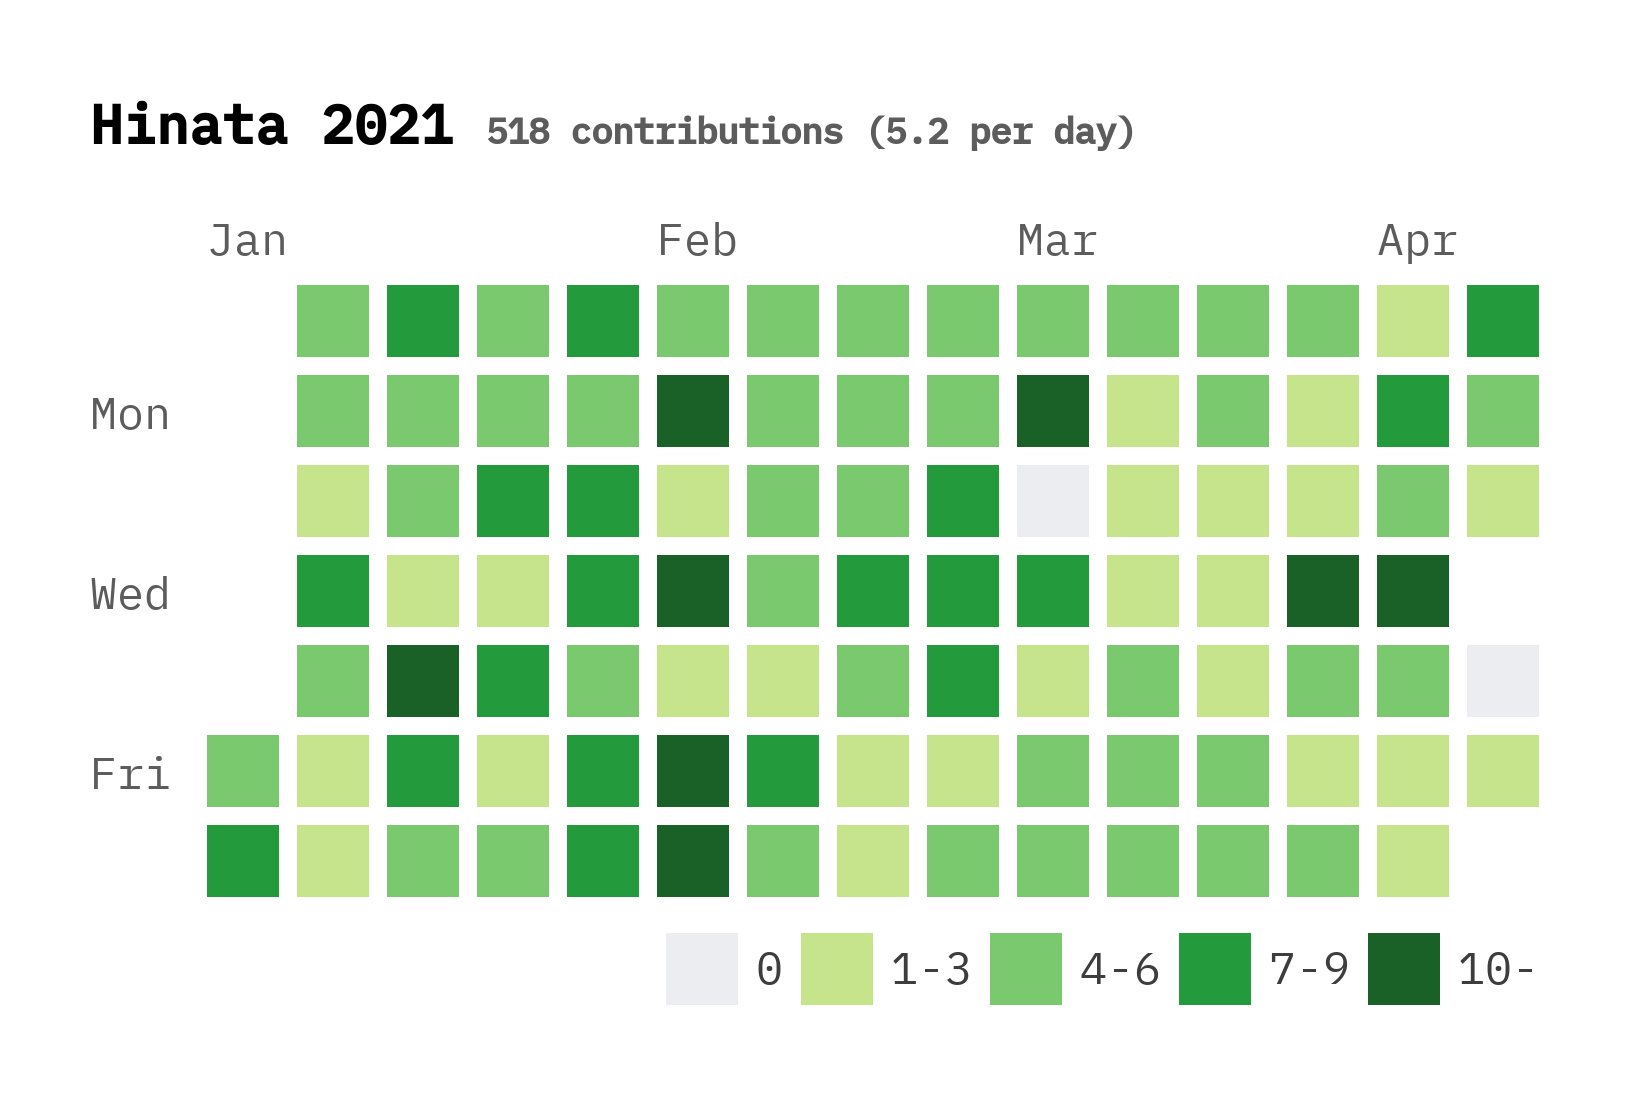 Hinata 2021 518 contributions (5.2 per day)
Jan Feb Mar Apr
Mon
Wed
Fri
0 1-3 4-6 7-9 10-